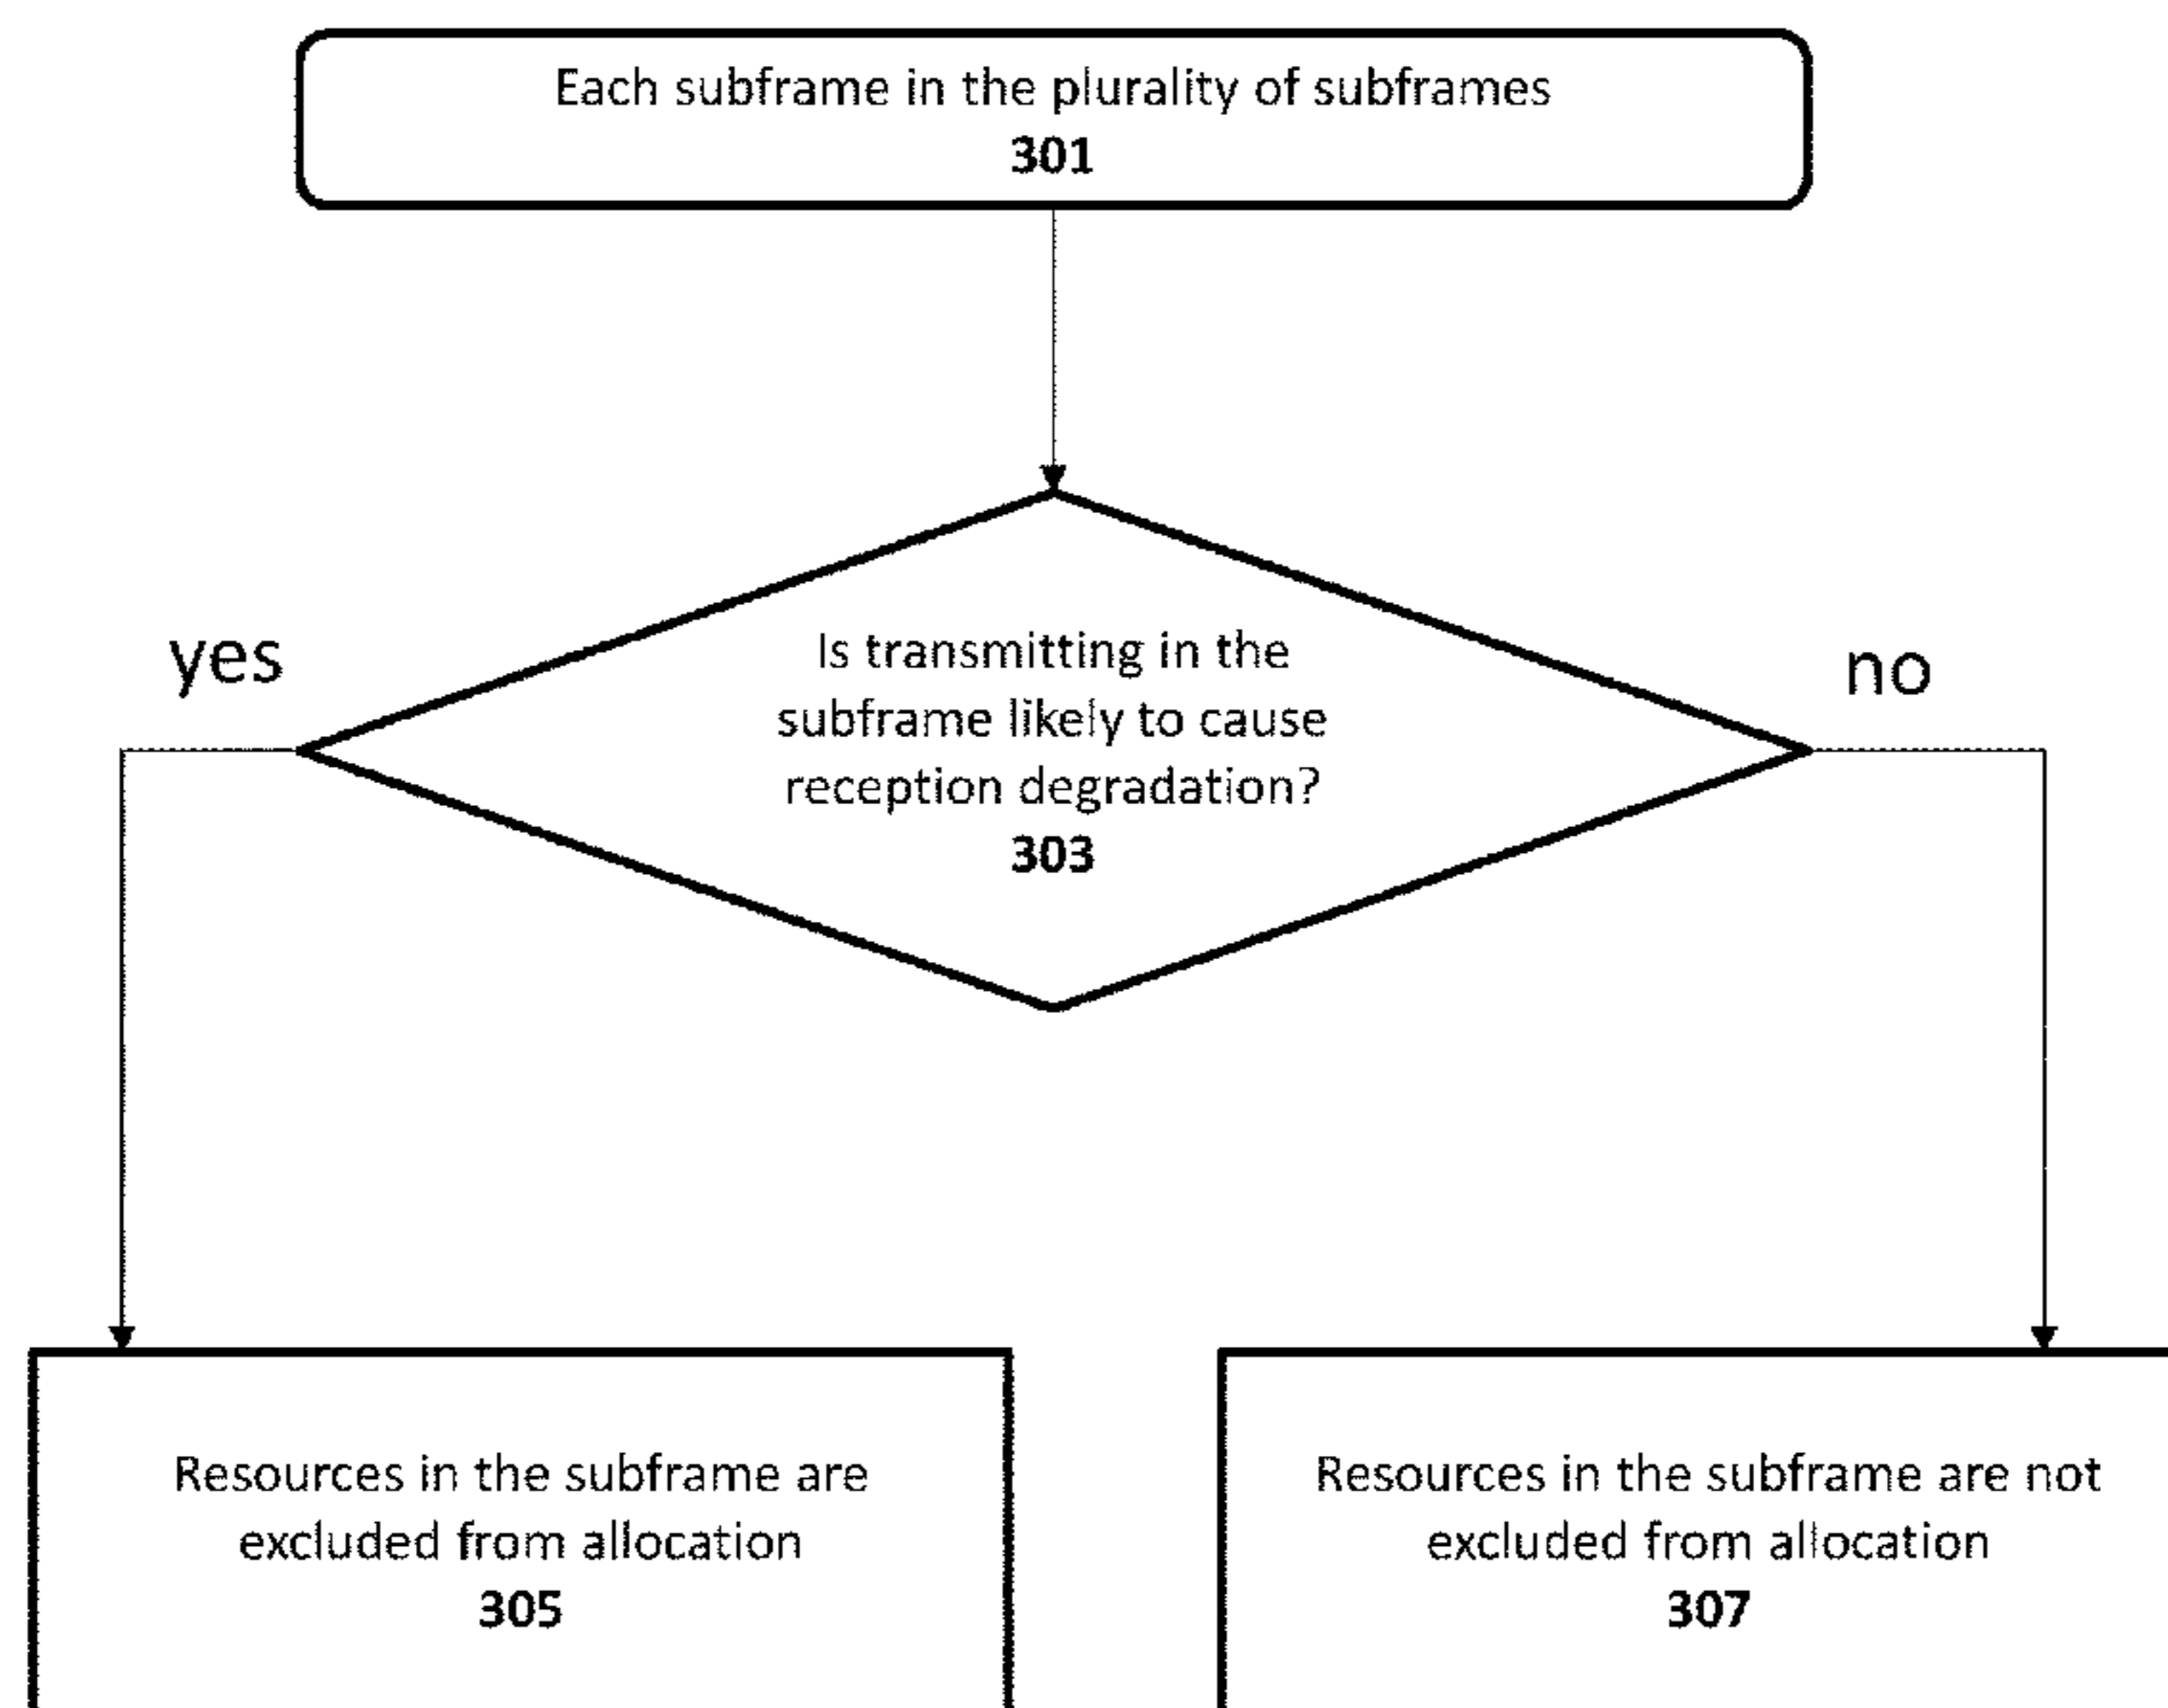 Each subframe in the plurality of subframes
301
yes
no
Is transmitting in the
subframe likely to cause
reception degradation?
303
Resources in the subframe are
excluded from allocation
305
Resources in the subframe are not
excluded from allocation
307